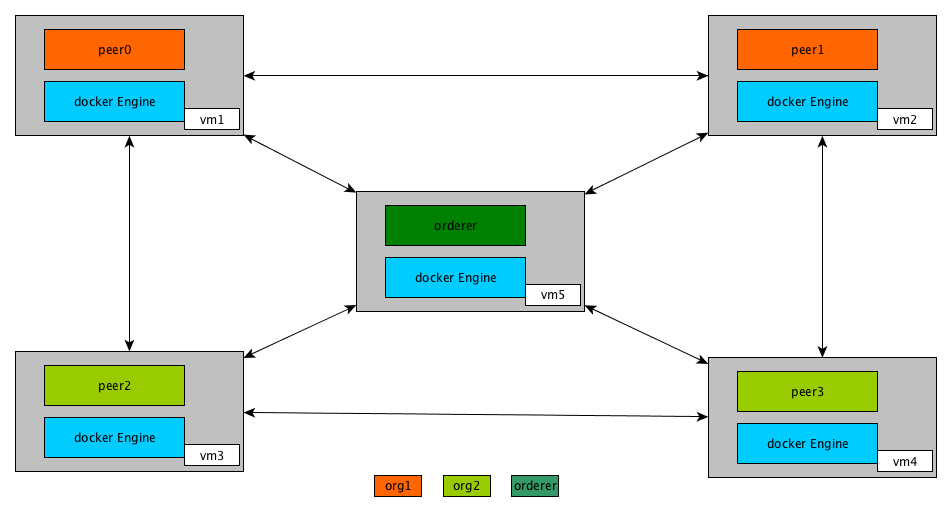 peer0
docker Engine
vm1
peer1
docker Engine
vm2
orderer
docker Engine
vm5
peer2
docker Engine
vm3
peer3
docker Engine
vm4
org1
org2
orderer